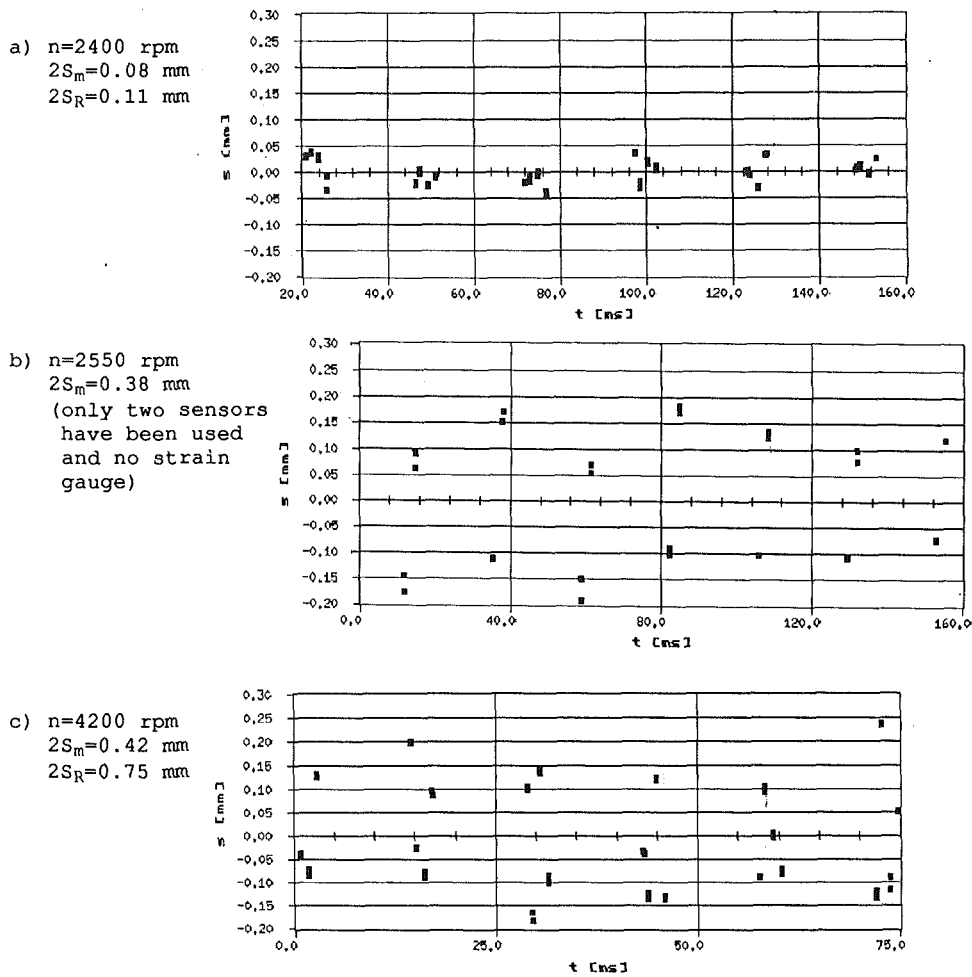 a) n=2400 rpm
2Sm=0.08 mm
2SR=0.11 mm
s [mm]
0,30
0,25
0,20
0,15
0,10
0,05
0,00
-0,05
-0,10
-0,15
-0,20
20,0 40,0 60,0 80,0 100,0 120,0 140,0 160,0
t [ms]
b) n=2550 rpm
2Sm=0.38 mm
(only two sensors
have been used
and no strain
gauge)
s [mm]
0,30
0,25
0,20
0,15
0,10
0,05
0,00
-0,05
-0,10
-0,15
-0,20
0,0 40,0 80,0 120,0 160,0
t [ms]
c) n=4200 rpm
2Sm=0.42 mm
2SR=0.75 mm
s [mm]
0,30
0,25
0,20
0,15
0,10
0,05
0,00
-0,05
-0,10
-0,15
-0,20
0,0 25,0 50,0 75,0
t [ms]